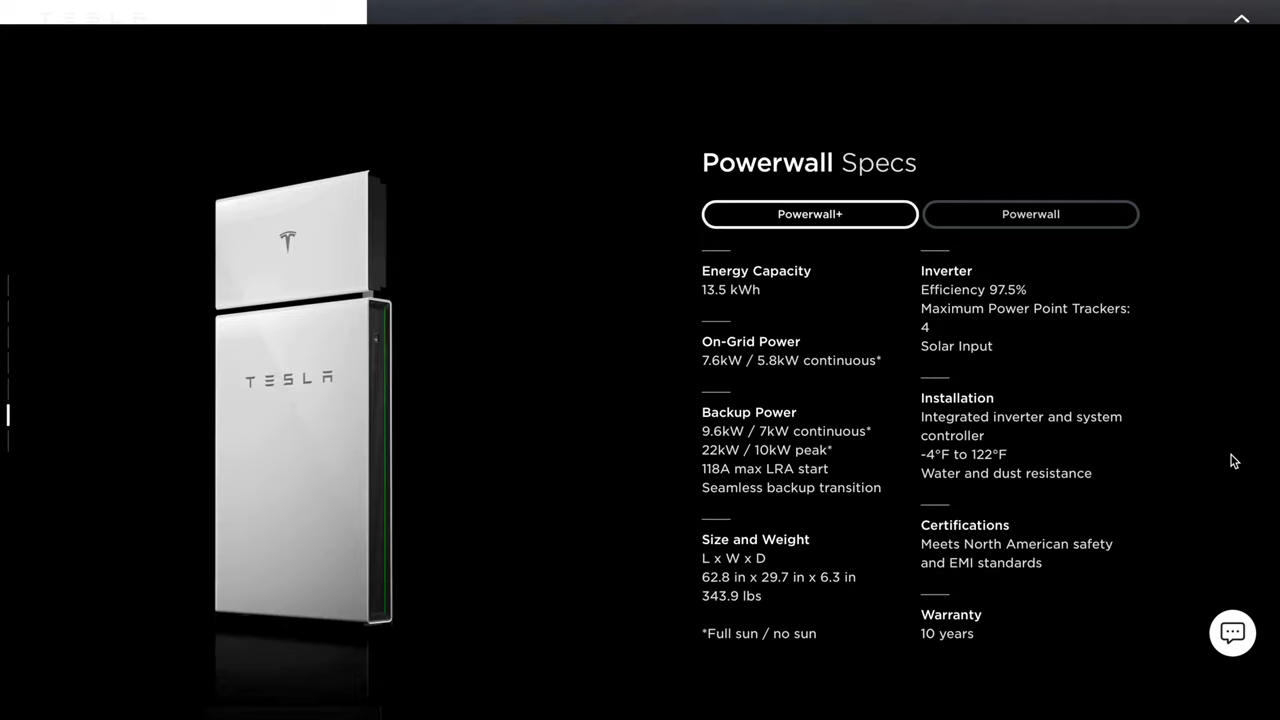 TESLA
TESLA
Powerwall Specs
Powerwall+
Powerwall
Energy Capacity
13.5 kWh
On-Grid Power
7.6kW / 5.8kW continuous*
Backup Power
9.6kW / 7kW continuous*
22kW / 10kW peak*
118A max LRA start
Seamless backup transition
Size and Weight
L x W x D
62.8 in x 29.7 in x 6.3 in
343.9 lbs
*Full sun / no sun
Inverter
Efficiency 97.5%
Maximum Power Point Trackers:
4
Solar Input
Installation
Integrated inverter and system
controller
-4°F to 122°F
Water and dust resistance
Certifications
Meets North American safety
and EMI standards
Warranty
10 years